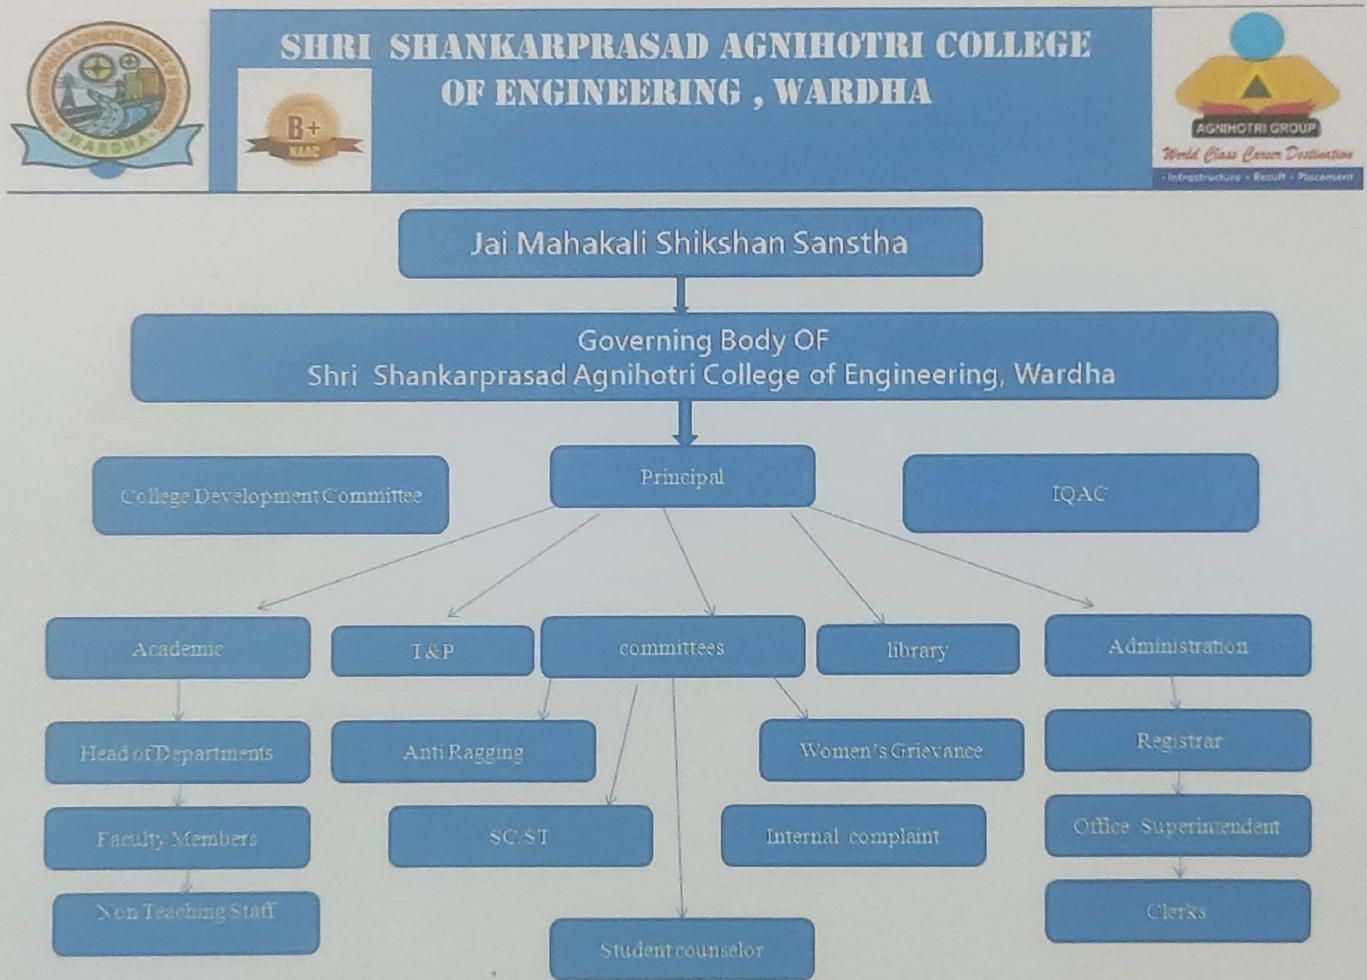 SHRI SHANKARPRASAD AGNIHOTRI COLLEGE
OF ENGINEERING , WARDHA
WARDHA
B+
NAAC
AGNIHOTRI GROUP
World Class Career Destination
- Infrastructure - Result - Placement
Jai Mahakali Shikshan Sanstha
Governing Body OF
Shri Shankarprasad Agnihotri College of Engineering, Wardha
College Development Committee
Principal
IQAC
Academic
T&P
committees
library
Administration
Head of Departments
Anti Ragging
Women's Grievance
Registrar
Faculty Members
SC/ST
Internal complaint
Office Superintendent
Non Teaching Staff
Student counselor
Clerks